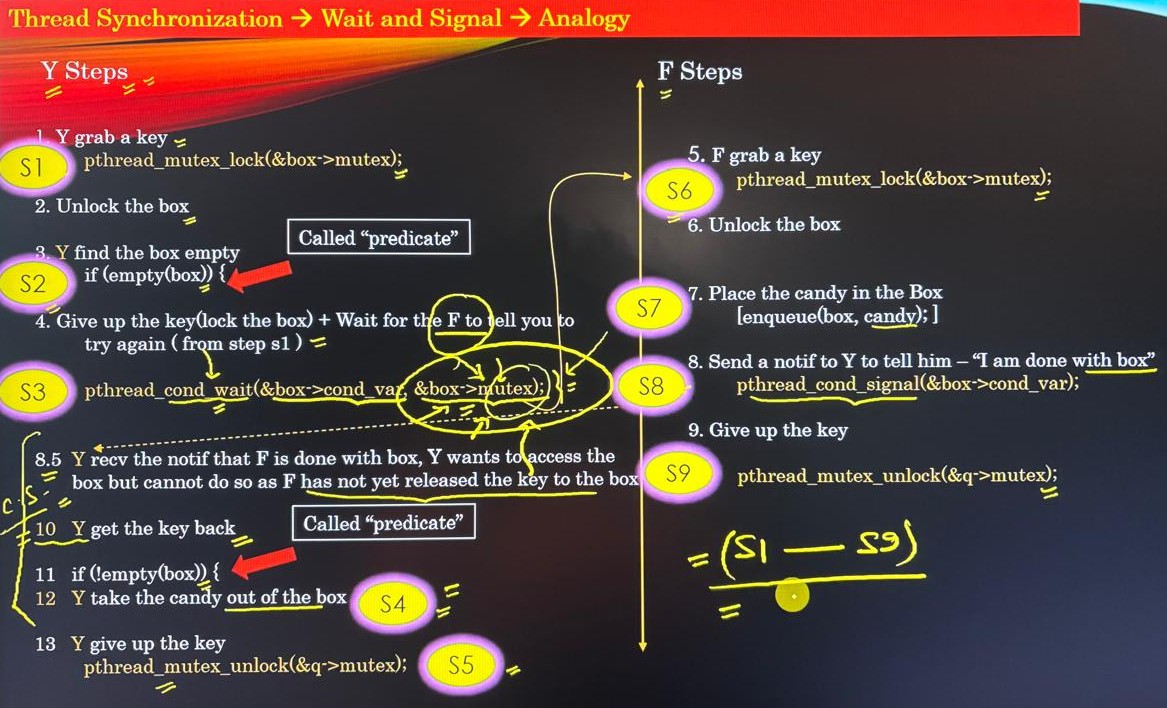 Thread Synchronization → Wait and Signal → Analogy
Y Steps
1. Y grab a key
S1
pthread_mutex_lock(&box->mutex);
2. Unlock the box
Called “predicate”
3. Y find the box empty
S2
if (empty(box)) {
4. Give up the key(lock the box) + Wait for the F to tell you to
try again ( from step s1 )
S3
pthread_cond_wait(&box->cond_var, &box->mutex); }
8.5 Y recv the notif that F is done with box, Y wants to access the
box but cannot do so as F has not yet released the key to the box
C.S.
10 Y get the key back
Called “predicate”
11 if (!empty(box)) {
12 Y take the candy out of the box
S4
13 Y give up the key
pthread_mutex_unlock(&q->mutex);
S5
F Steps
5. F grab a key
S6
pthread_mutex_lock(&box->mutex);
6. Unlock the box
S7
7. Place the candy in the Box
[enqueue(box, candy); ]
8. Send a notif to Y to tell him – “I am done with box”
S8
pthread_cond_signal(&box->cond_var);
9. Give up the key
S9
pthread_mutex_unlock(&q->mutex);
= (S1 — S9)
=